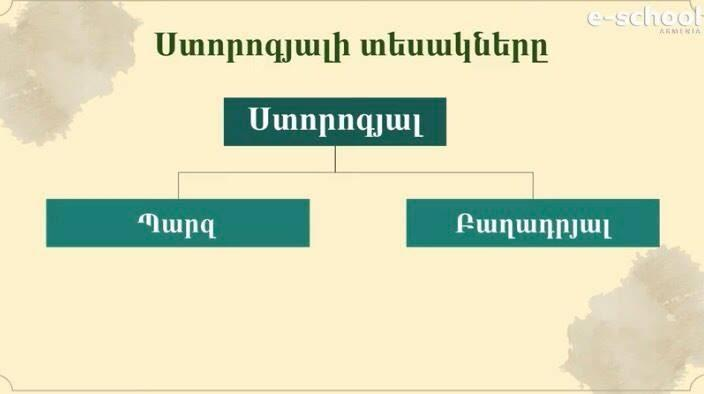 e-school
ARMENIA
Ստորոգյալի տեսակները
Ստորոգյալ
Պարզ
Բաղադրյալ